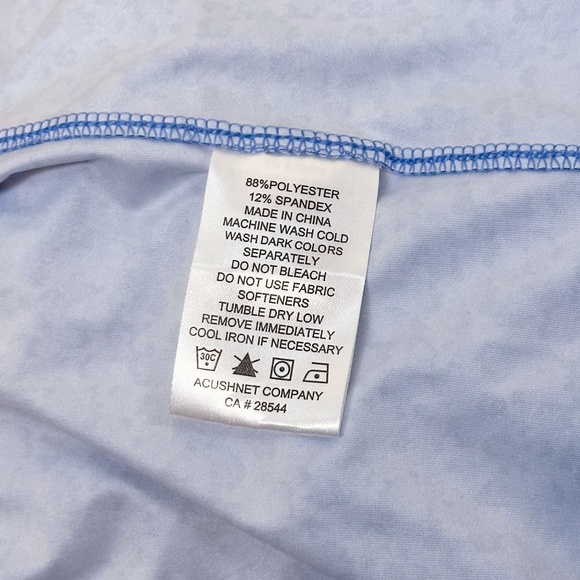 88%POLYESTER
12% SPANDEX
MADE IN CHINA
MACHINE WASH COLD
WASH DARK COLORS
SEPARATELY
DO NOT BLEACH
DO NOT USE FABRIC
SOFTENERS
TUMBLE DRY LOW
REMOVE IMMEDIATELY
COOL IRON IF NECESSARY
30C
ACUSHNET COMPANY
CA # 28544